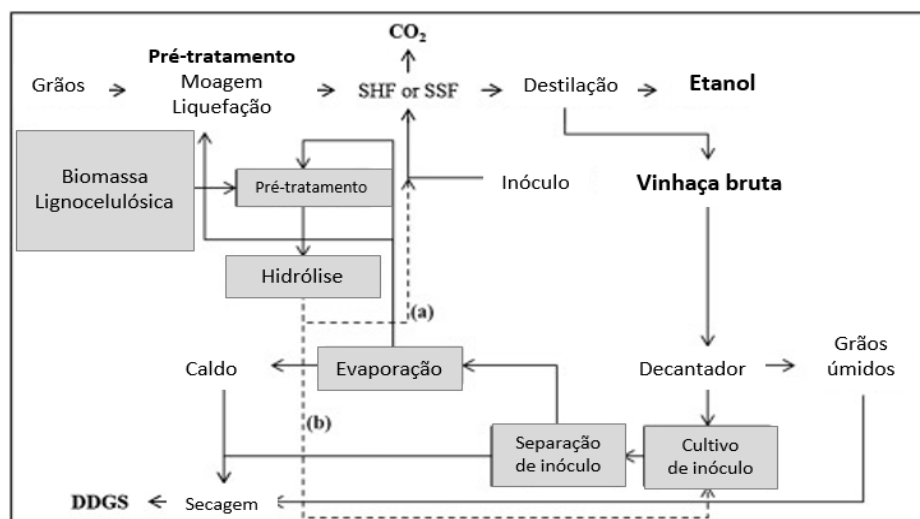 CO₂
Grãos
Pré-tratamento
Moagem
Liquefação
SHF or SSF
Destilação
Etanol
Biomassa
Lignocelulósica
Pré-tratamento
Inóculo
Vinhaça bruta
Hidrólise
(a)
Caldo
Evaporação
Decantador
Grãos
úmidos
(b)
Separação
de inóculo
Cultivo
de inóculo
DDGS
Secagem